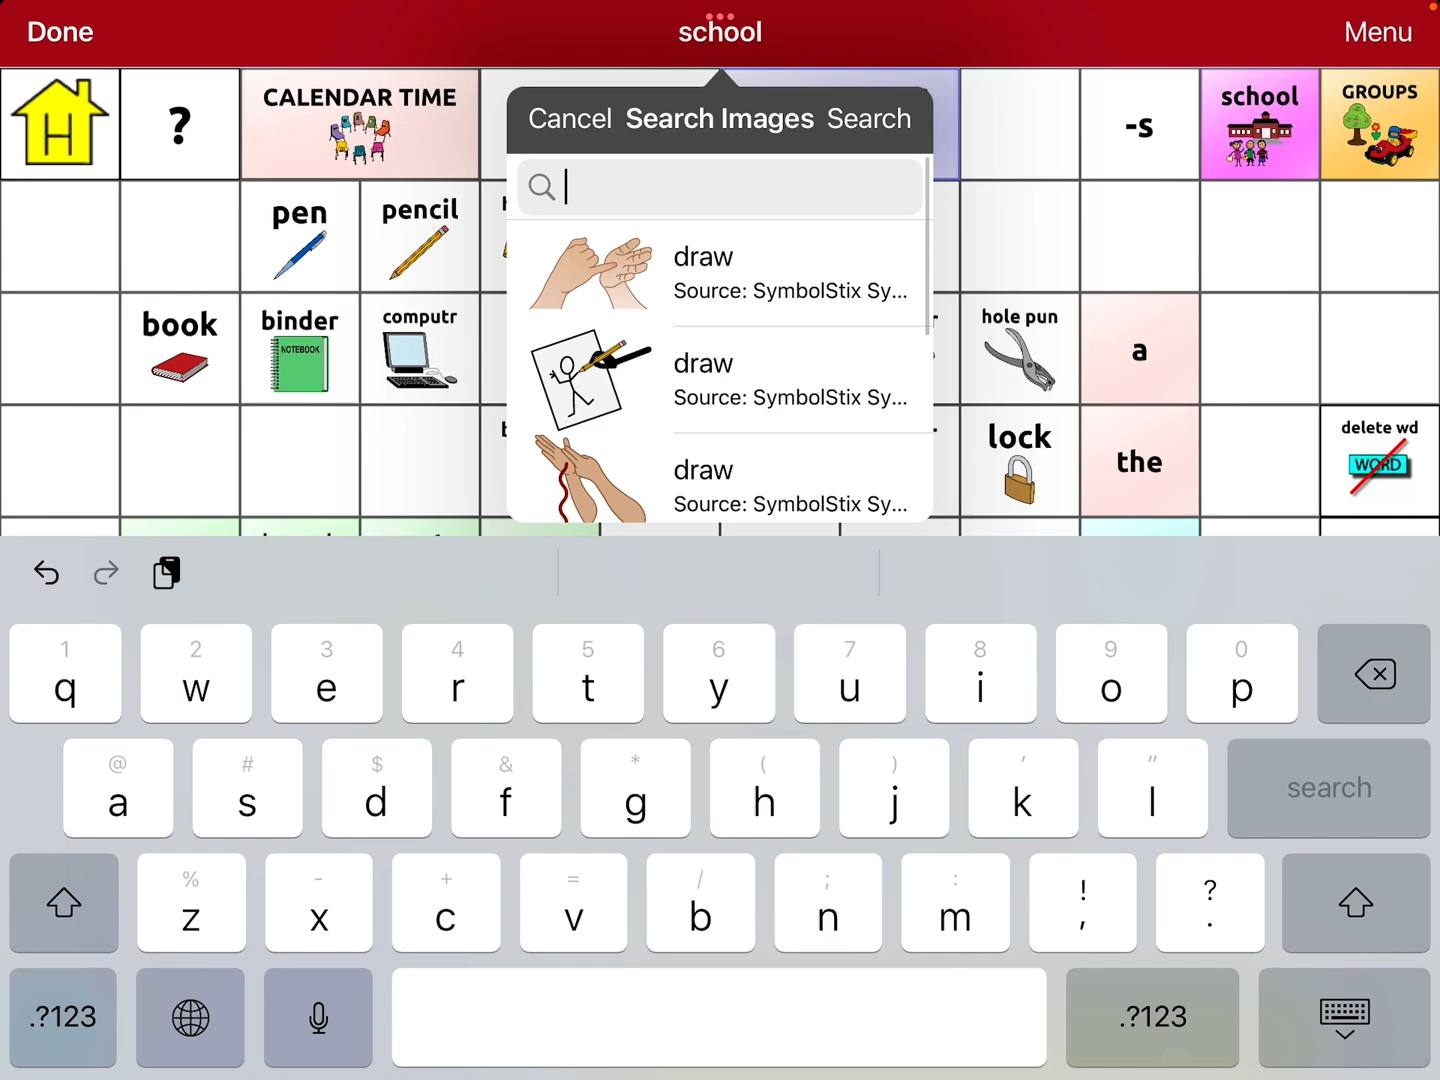 Done
school
Menu
H
?
CALENDAR TIME
-s
school
GROUPS
Cancel Search Images Search
pen
pencil
draw
Source: SymbolStix Sy...
draw
Source: SymbolStix Sy...
draw
Source: SymbolStix Sy...
book
binder
NOTEBOOK
computr
hole pun
a
lock
the
delete wd
WORD
1 2 3 4 5 6 7 8 9 0
q w e r t y u i o p
@ # $ & * ( ) ' "
a s d f g h j k l search
% - + = / ; : ! ?
z x c v b n m , .
.?123 .?123